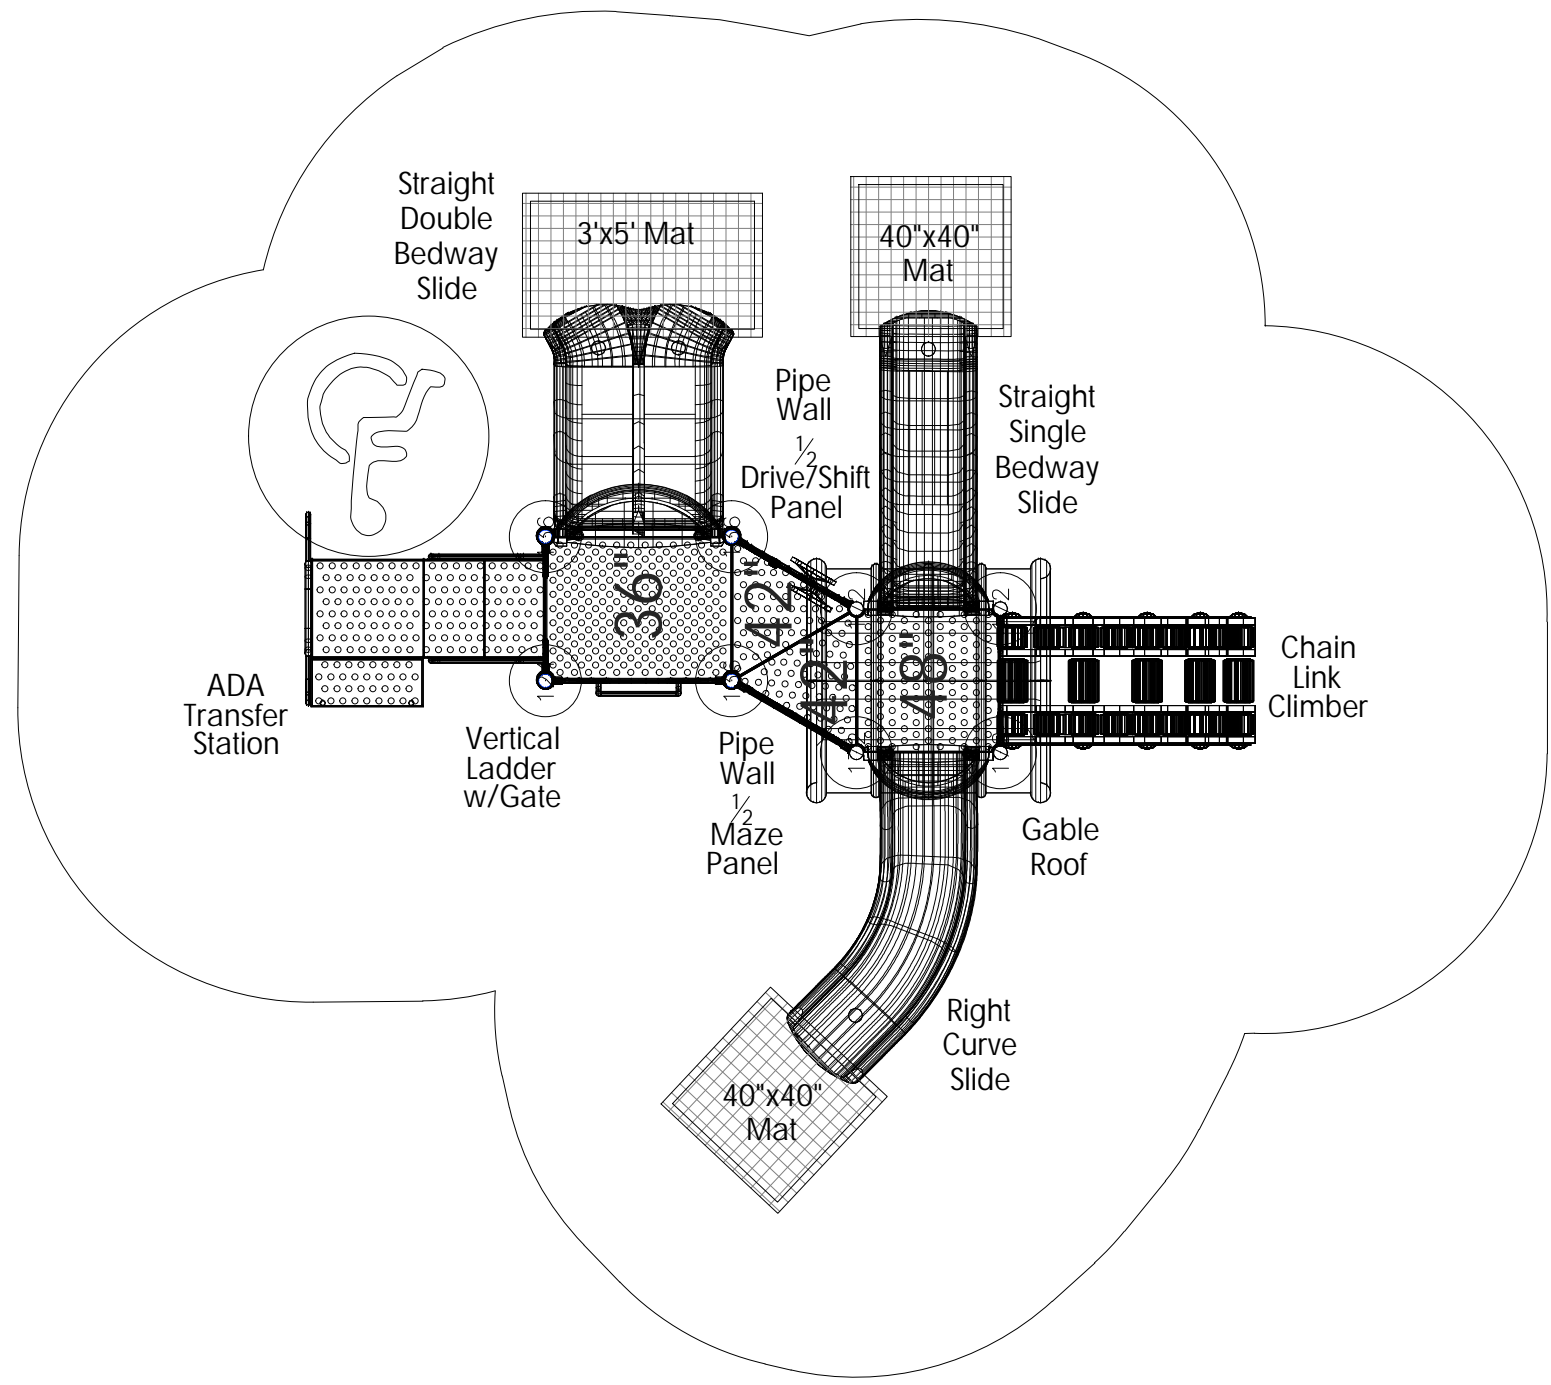 Straight
Double
Bedway
Slide
3'x5' Mat
40"x40"
Mat
Pipe
Wall
½
Drive/Shift
Panel
Straight
Single
Bedway
Slide
36"
42"
42"
48"
ADA
Transfer
Station
Vertical
Ladder
w/Gate
Pipe
Wall
½
Maze
Panel
Chain
Link
Climber
Gable
Roof
Right
Curve
Slide
40"x40"
Mat